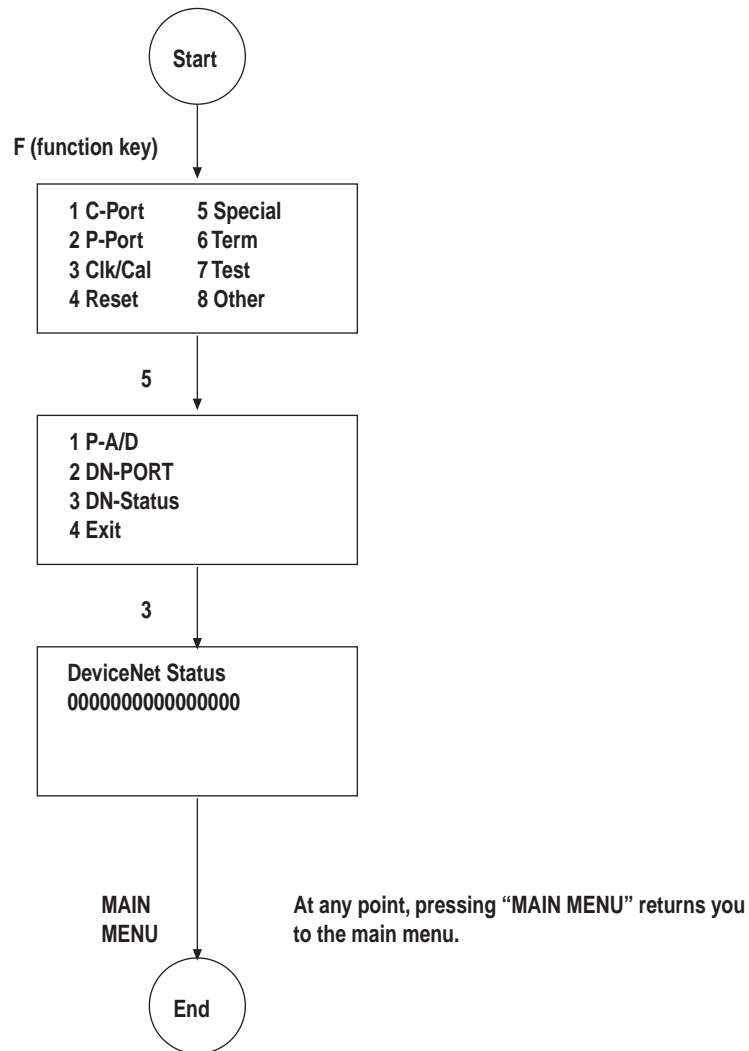 Start
F (function key)
1 C-Port 5 Special
2 P-Port 6 Term
3 Clk/Cal 7 Test
4 Reset 8 Other
5
1 P-A/D
2 DN-PORT
3 DN-Status
4 Exit
3
DeviceNet Status
0000000000000000
MAIN
MENU
At any point, pressing “MAIN MENU” returns you
to the main menu.
End